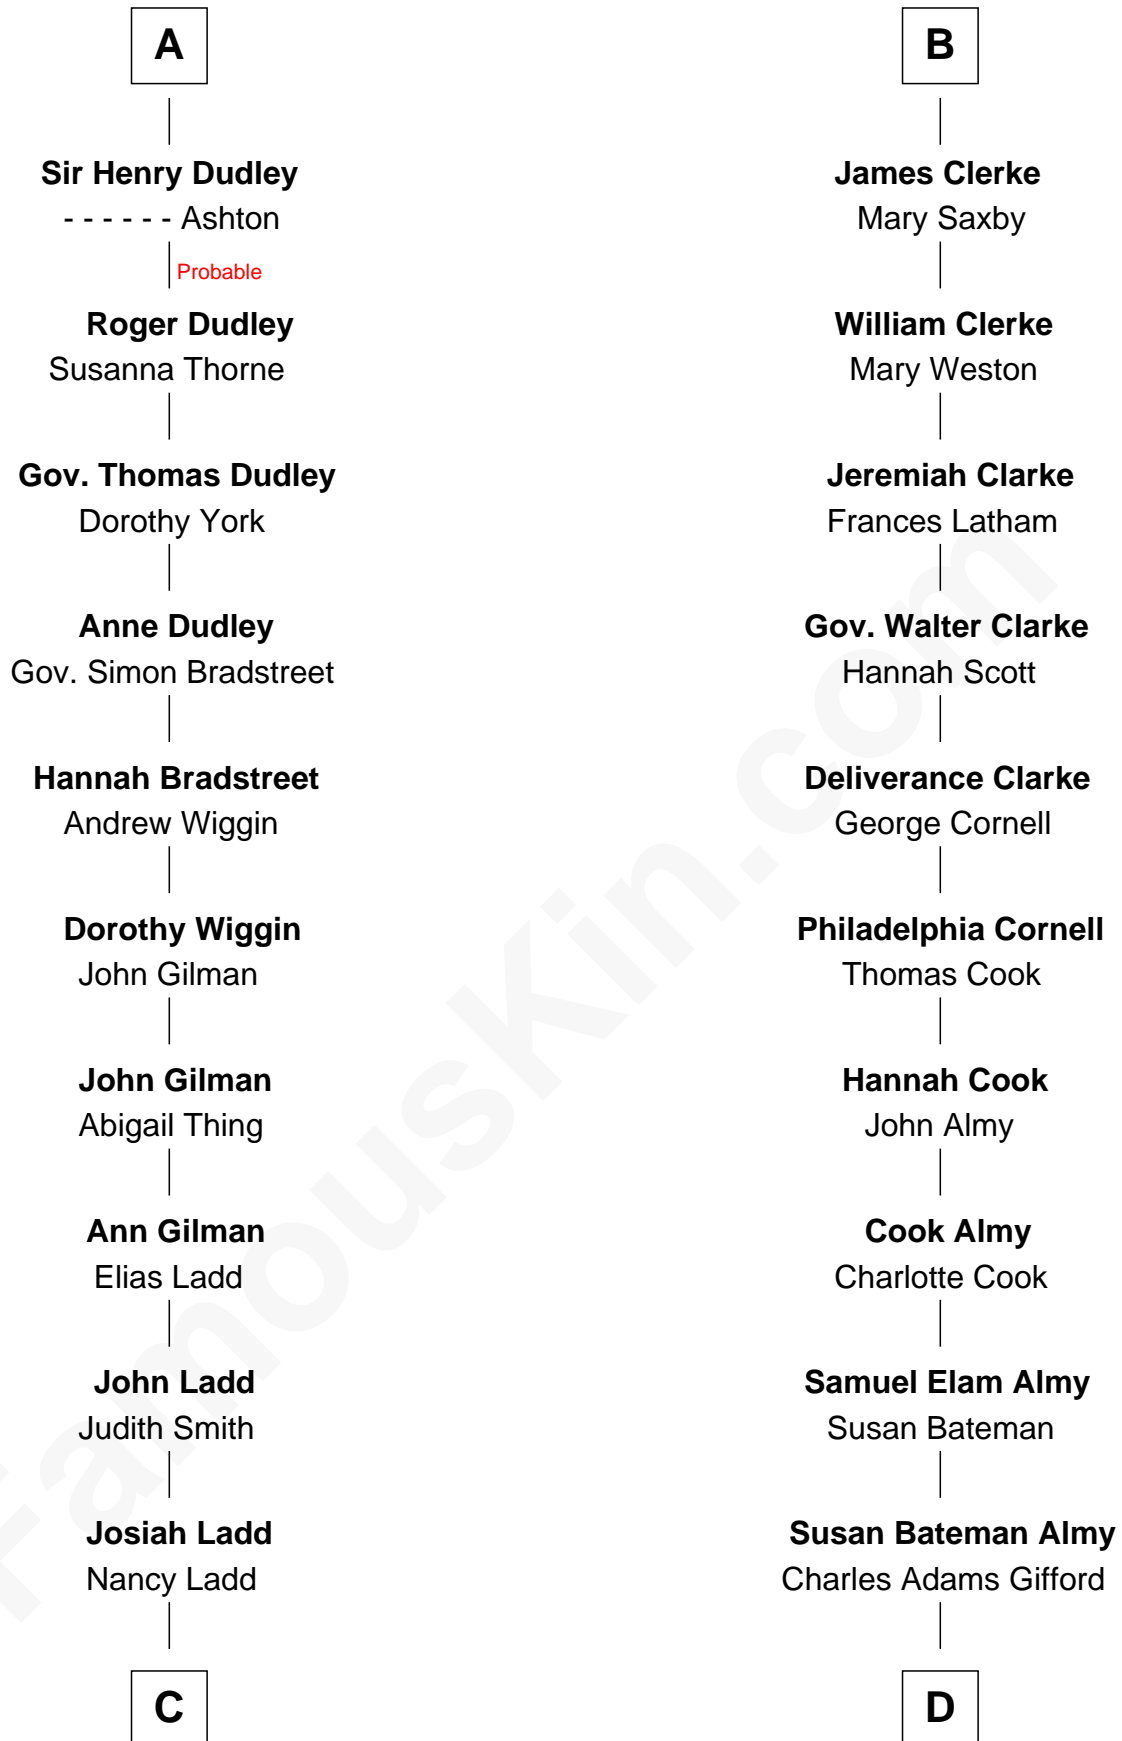 A
Sir Henry Dudley
- - - - - - Ashton
Probable
Roger Dudley
Susanna Thorne
Gov. Thomas Dudley
Dorothy York
Anne Dudley
Gov. Simon Bradstreet
Hannah Bradstreet
Andrew Wiggin
Dorothy Wiggin
John Gilman
John Gilman
Abigail Thing
Ann Gilman
Elias Ladd
John Ladd
Judith Smith
Josiah Ladd
Nancy Ladd
C
B
James Clerke
Mary Saxby
William Clerke
Mary Weston
Jeremiah Clarke
Frances Latham
Gov. Walter Clarke
Hannah Scott
Deliverance Clarke
George Cornell
Philadelphia Cornell
Thomas Cook
Hannah Cook
John Almy
Cook Almy
Charlotte Cook
Samuel Elam Almy
Susan Bateman
Susan Bateman Almy
Charles Adams Gifford
D
FamousKin.com